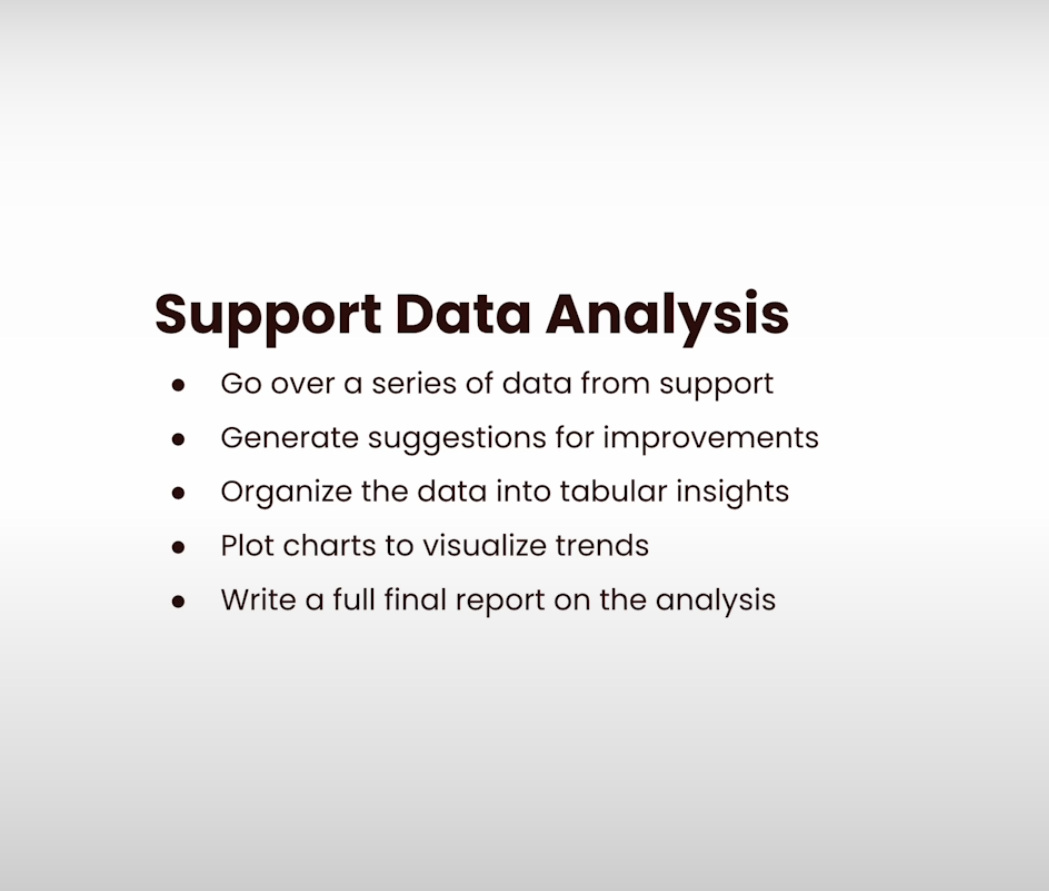 Support Data Analysis
● Go over a series of data from support
● Generate suggestions for improvements
● Organize the data into tabular insights
● Plot charts to visualize trends
● Write a full final report on the analysis